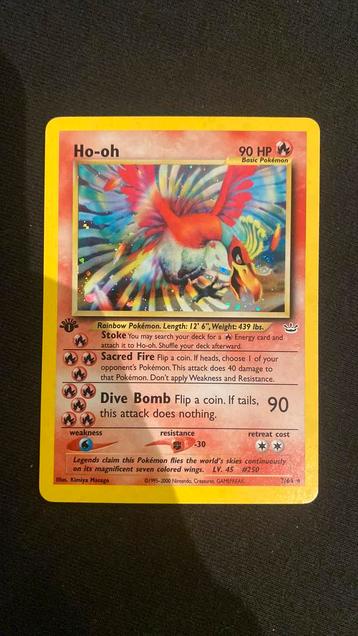 Ho-oh
90 HP
Basic Pokémon
Rainbow Pokémon. Length: 12' 6", Weight: 439 lbs.
Stoke You may search your deck for a Energy card and
attach it to Ho-oh. Shuffle your deck afterward.
Sacred Fire Flip a coin. If heads, choose 1 of your
opponent's Pokémon. This attack does 40 damage to
that Pokémon. Don't apply Weakness and Resistance.
Dive Bomb Flip a coin. If tails, 90
this attack does nothing.
weakness resistance retreat cost
-30
Legends claim this Pokémon flies the world's skies continuously
on its magnificent seven colored wings. LV. 45 #250
Illus. Kimiya Masago ©1995-2000 Nintendo, Creatures, GAMEFREAK. 7/64